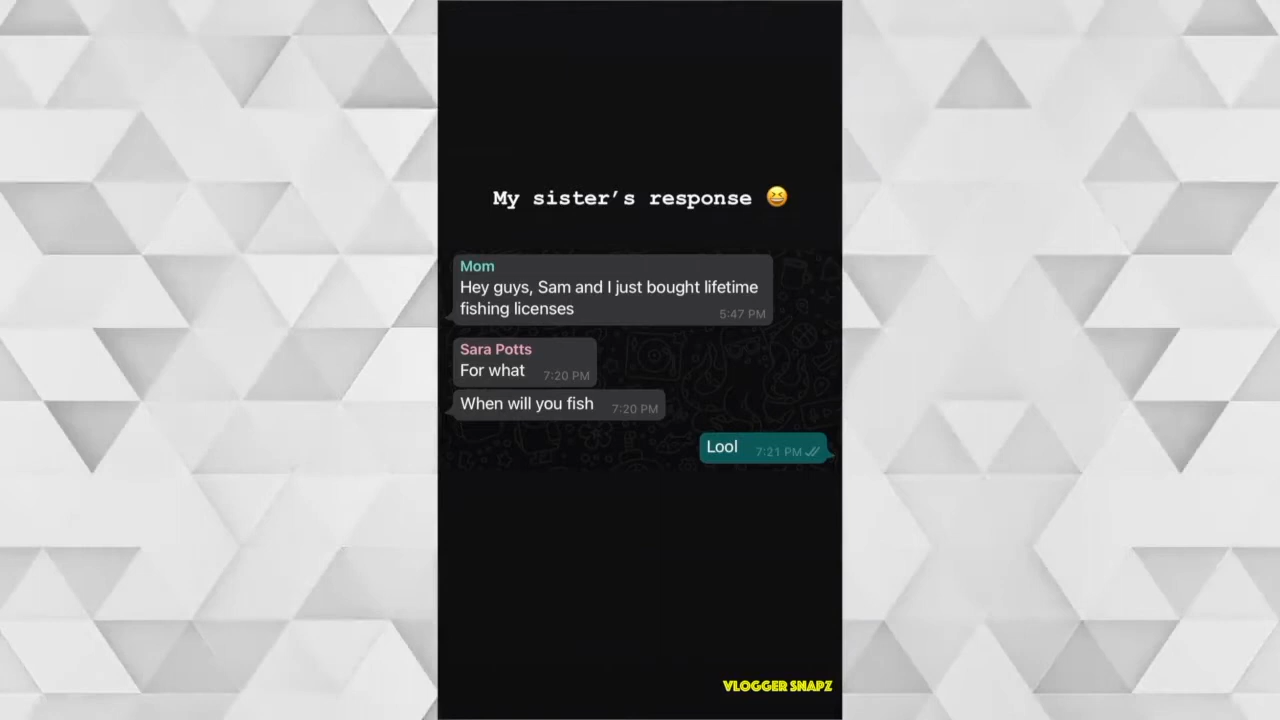 My sister’s response 😆
Mom
Hey guys, Sam and I just bought lifetime
fishing licenses
5:47 PM
Sara Potts
For what 7:20 PM
When will you fish 7:20 PM
Lool 7:21 PM
VLOGGER SNAPZ